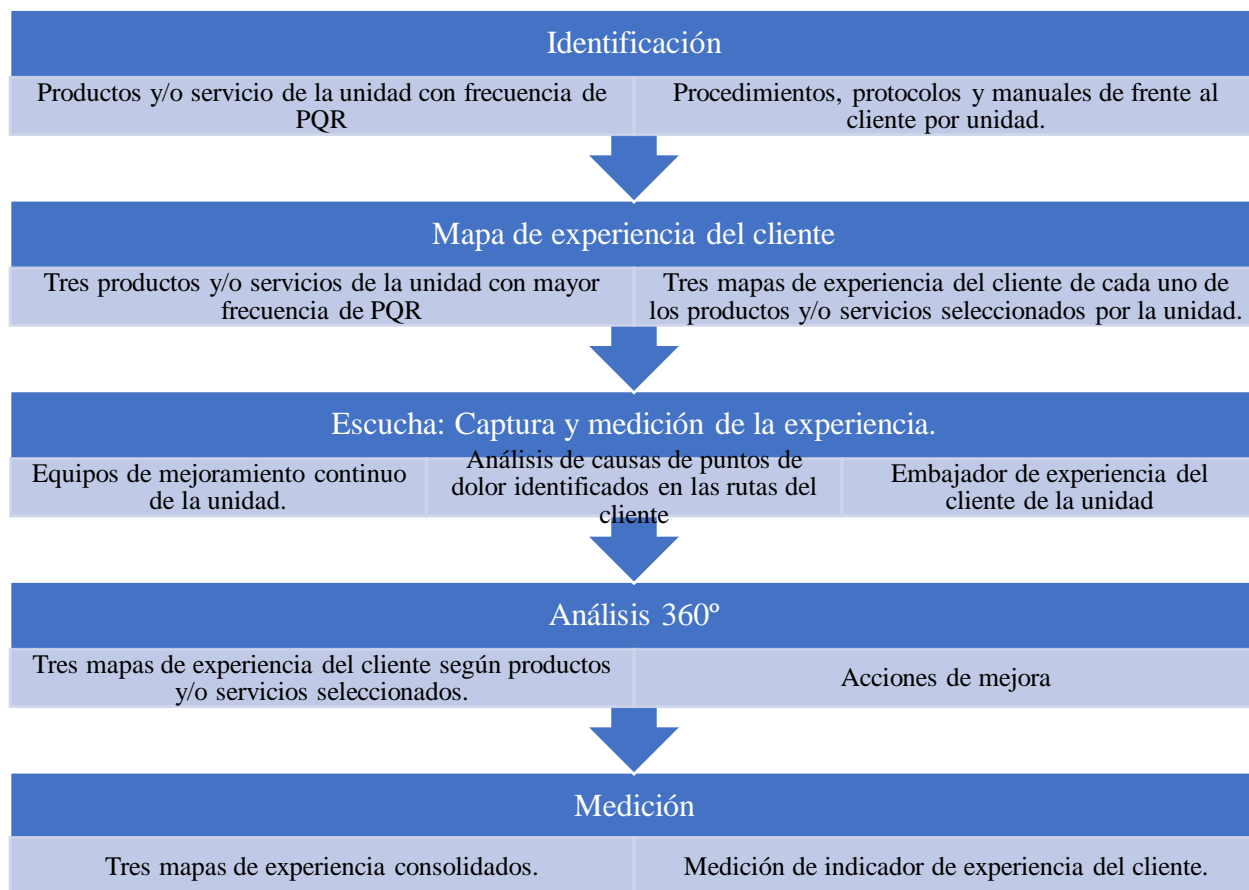 Identificación
Productos y/o servicio de la unidad con frecuencia de
PQR
Procedimientos, protocolos y manuales de frente al
cliente por unidad.
Mapa de experiencia del cliente
Tres productos y/o servicios de la unidad con mayor
frecuencia de PQR
Tres mapas de experiencia del cliente de cada uno de
los productos y/o servicios seleccionados por la unidad.
Escucha: Captura y medición de la experiencia.
Equipos de mejoramiento continuo
de la unidad.
Análisis de causas de puntos de
dolor identificados en las rutas del
cliente
Embajador de experiencia del
cliente de la unidad
Análisis 360º
Tres mapas de experiencia del cliente según productos
y/o servicios seleccionados.
Acciones de mejora
Medición
Tres mapas de experiencia consolidados.
Medición de indicador de experiencia del cliente.